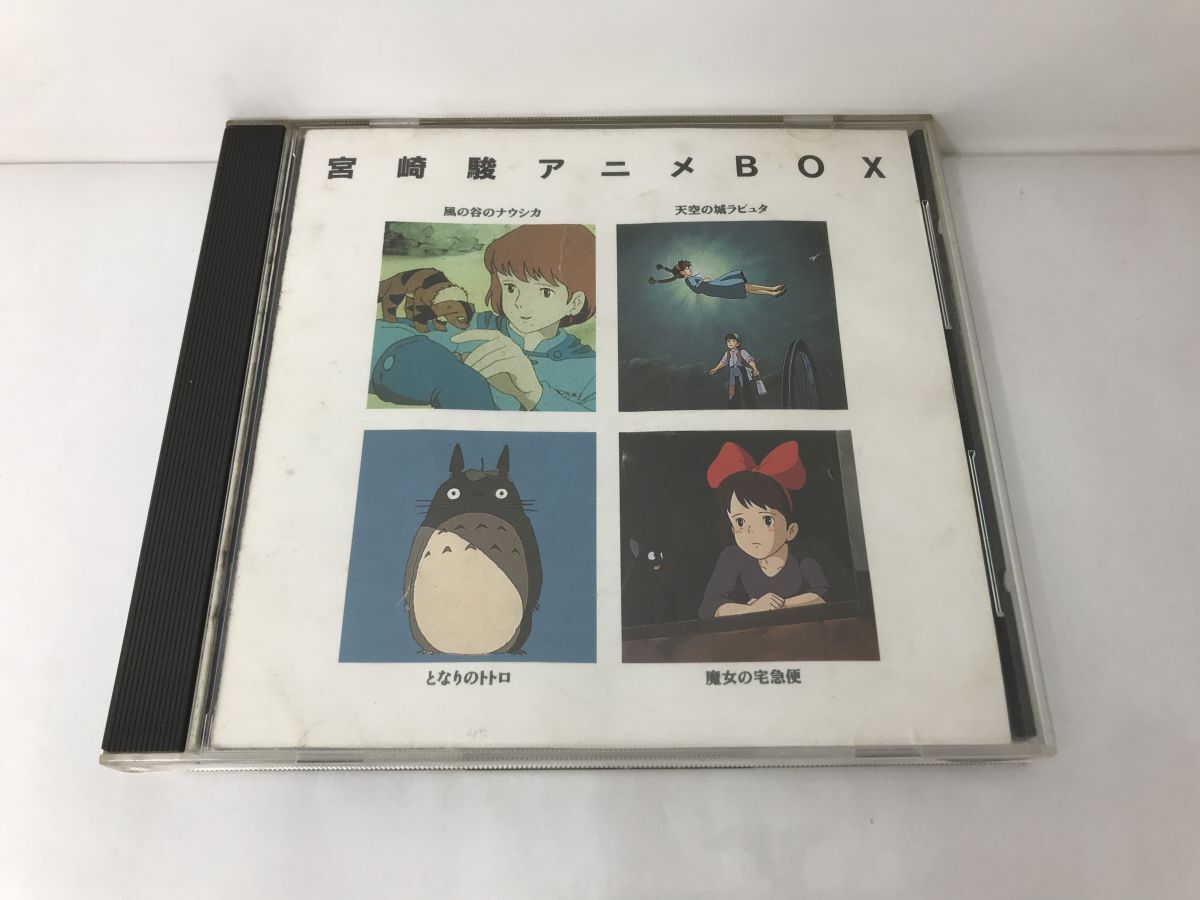 宮崎駿アニメBOX
風の谷のナウシカ
天空の城ラピュタ
となりのトトロ
魔女の宅急便